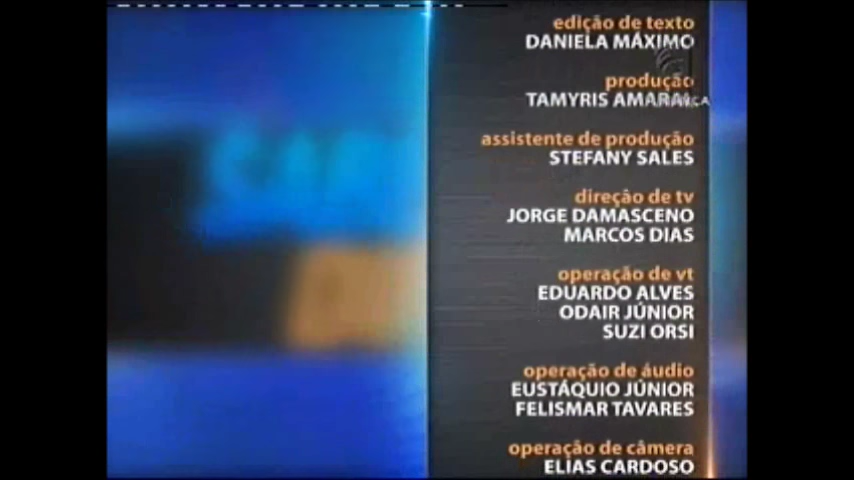 edição de texto
DANIELA MÁXIMO
produção
TAMYRIS AMARAL
assistente de produção
STEFANY SALES
direção de tv
JORGE DAMASCENO
MARCOS DIAS
operação de vt
EDUARDO ALVES
ODAIR JÚNIOR
SUZI ORSI
operação de áudio
EUSTÁQUIO JÚNIOR
FELISMAR TAVARES
operação de câmera
ELIAS CARDOSO